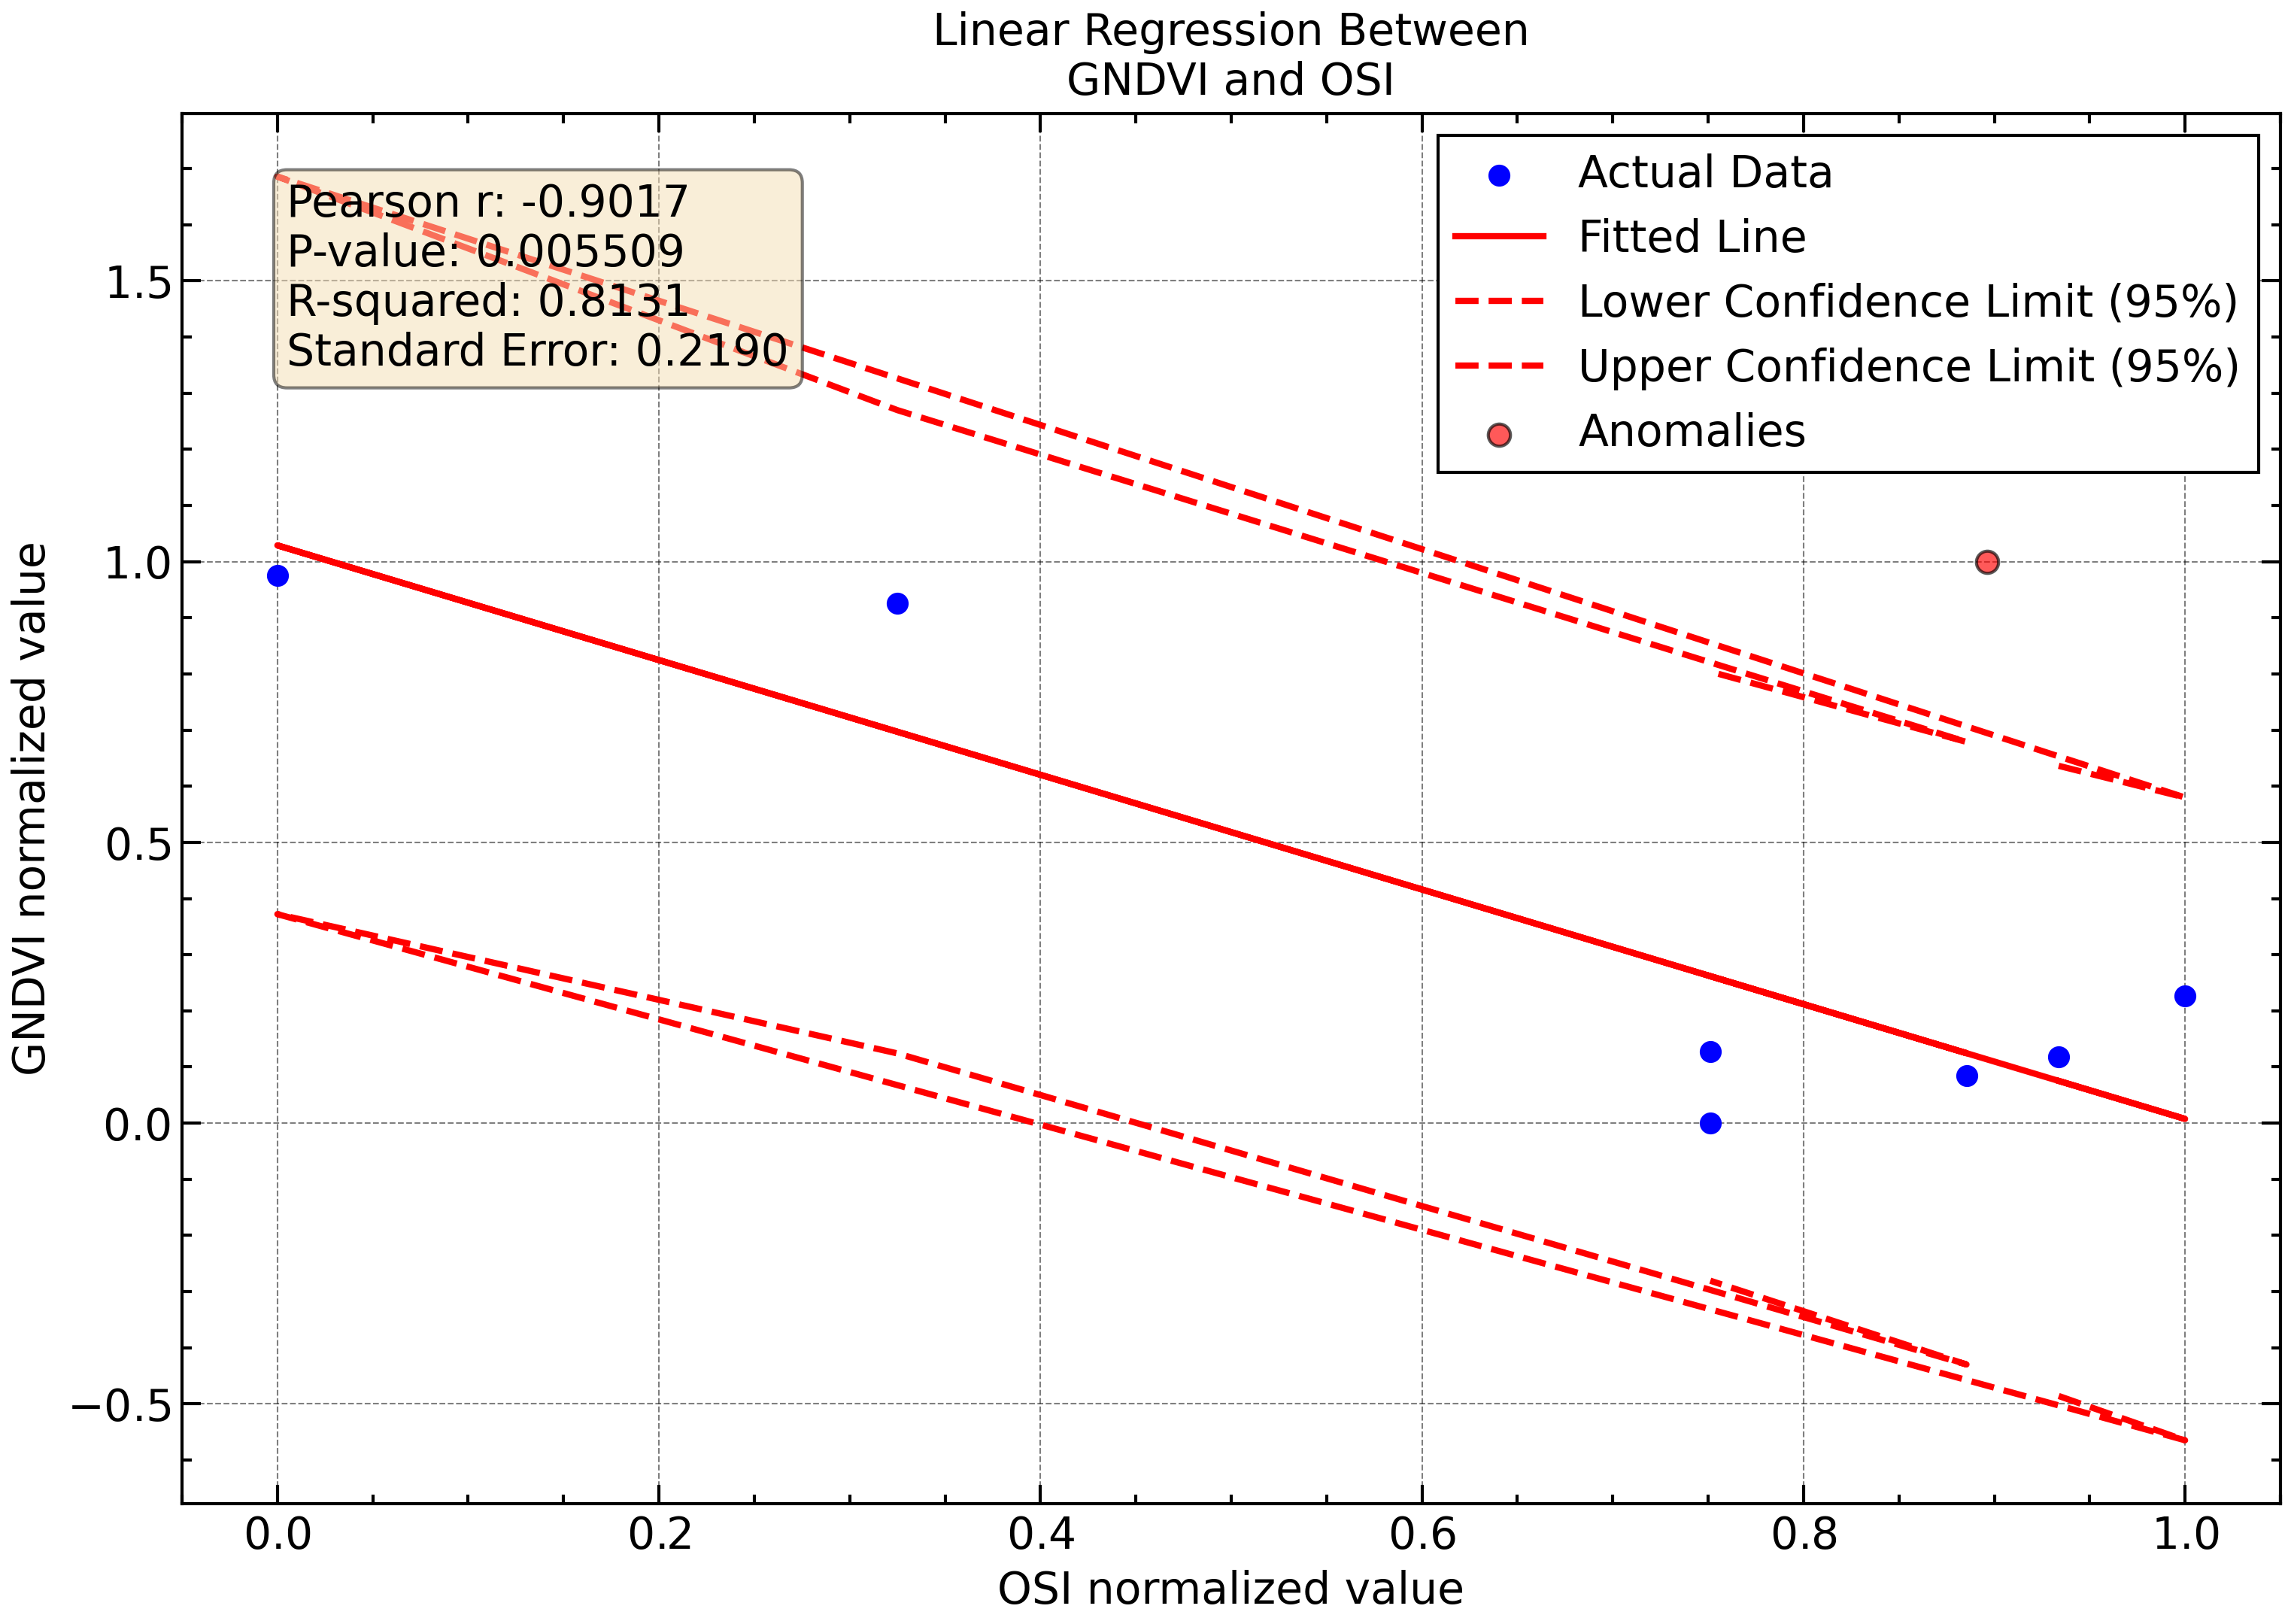 Linear Regression Between
GNDVI and OSI
Pearson r: -0.9017
P-value: 0.005509
R-squared: 0.8131
Standard Error: 0.2190
Actual Data
Fitted Line
Lower Confidence Limit (95%)
Upper Confidence Limit (95%)
Anomalies
GNDVI normalized value
1.5
1.0
0.5
0.0
−0.5
0.0 0.2 0.4 0.6 0.8 1.0
OSI normalized value